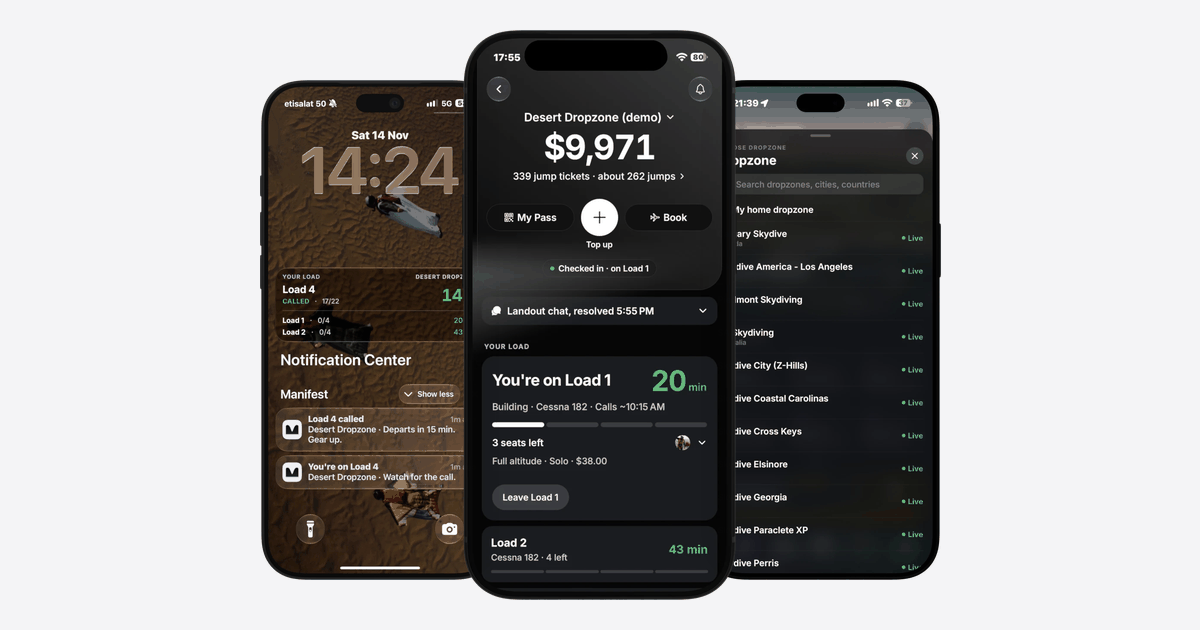 etisalat 50
5G
Sat 14 Nov
14:24
YOUR LOAD
DESERT DROPZ
Load 4
14
CALLED · 17/22
Load 1 · 0/4
20
Load 2 · 0/4
43
Notification Center
Manifest
Show less
Load 4 called
1m
Desert Dropzone · Departs in 15 min.
Gear up.
You're on Load 4
1m
Desert Dropzone · Watch for the call.
17:55
80
Desert Dropzone (demo)
$9,971
339 jump tickets · about 262 jumps
My Pass
Book
Top up
Checked in · on Load 1
Landout chat, resolved 5:55 PM
YOUR LOAD
You're on Load 1
20 min
Building · Cessna 182 · Calls ~10:15 AM
3 seats left
Full altitude · Solo · $38.00
Leave Load 1
Load 2
Cessna 182 · 4 left
43 min
21:39
OSE DROPZONE
opzone
Search dropzones, cities, countries
My home dropzone
ary Skydive
Live
dive America - Los Angeles
Live
lmont Skydiving
Live
Skydiving
alia
Live
dive City (Z-Hills)
Live
dive Coastal Carolinas
Live
dive Cross Keys
Live
dive Elsinore
Live
dive Georgia
Live
dive Paraclete XP
Live
dive Perris
Live